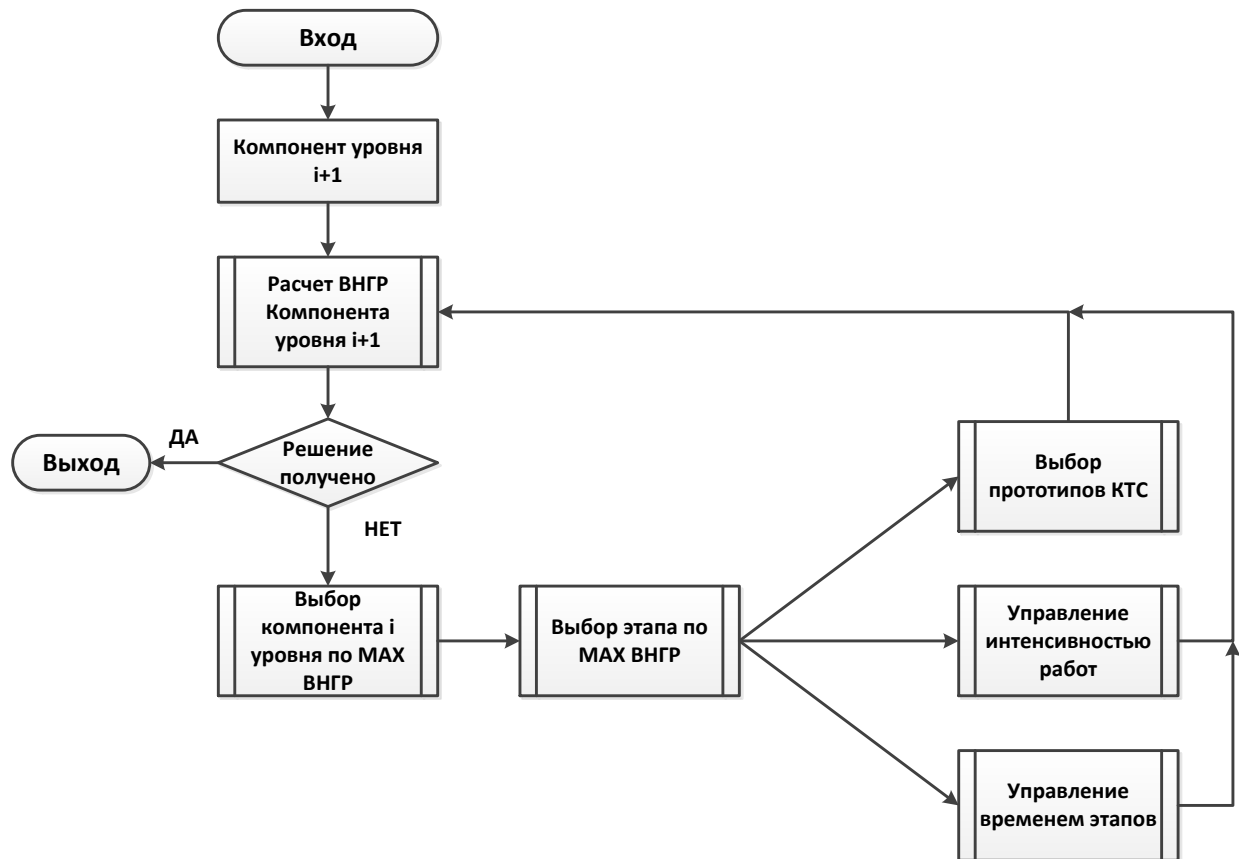 Вход
Компонент уровня
i+1
Расчет ВНГР
Компонента
уровня i+1
ДА
Выход
Решение
получено
НЕТ
Выбор
компонента i
уровня по MAX
ВНГР
Выбор этапа по
MAX ВНГР
Выбор
прототипов КТС
Управление
интенсивностью
работ
Управление
временем этапов